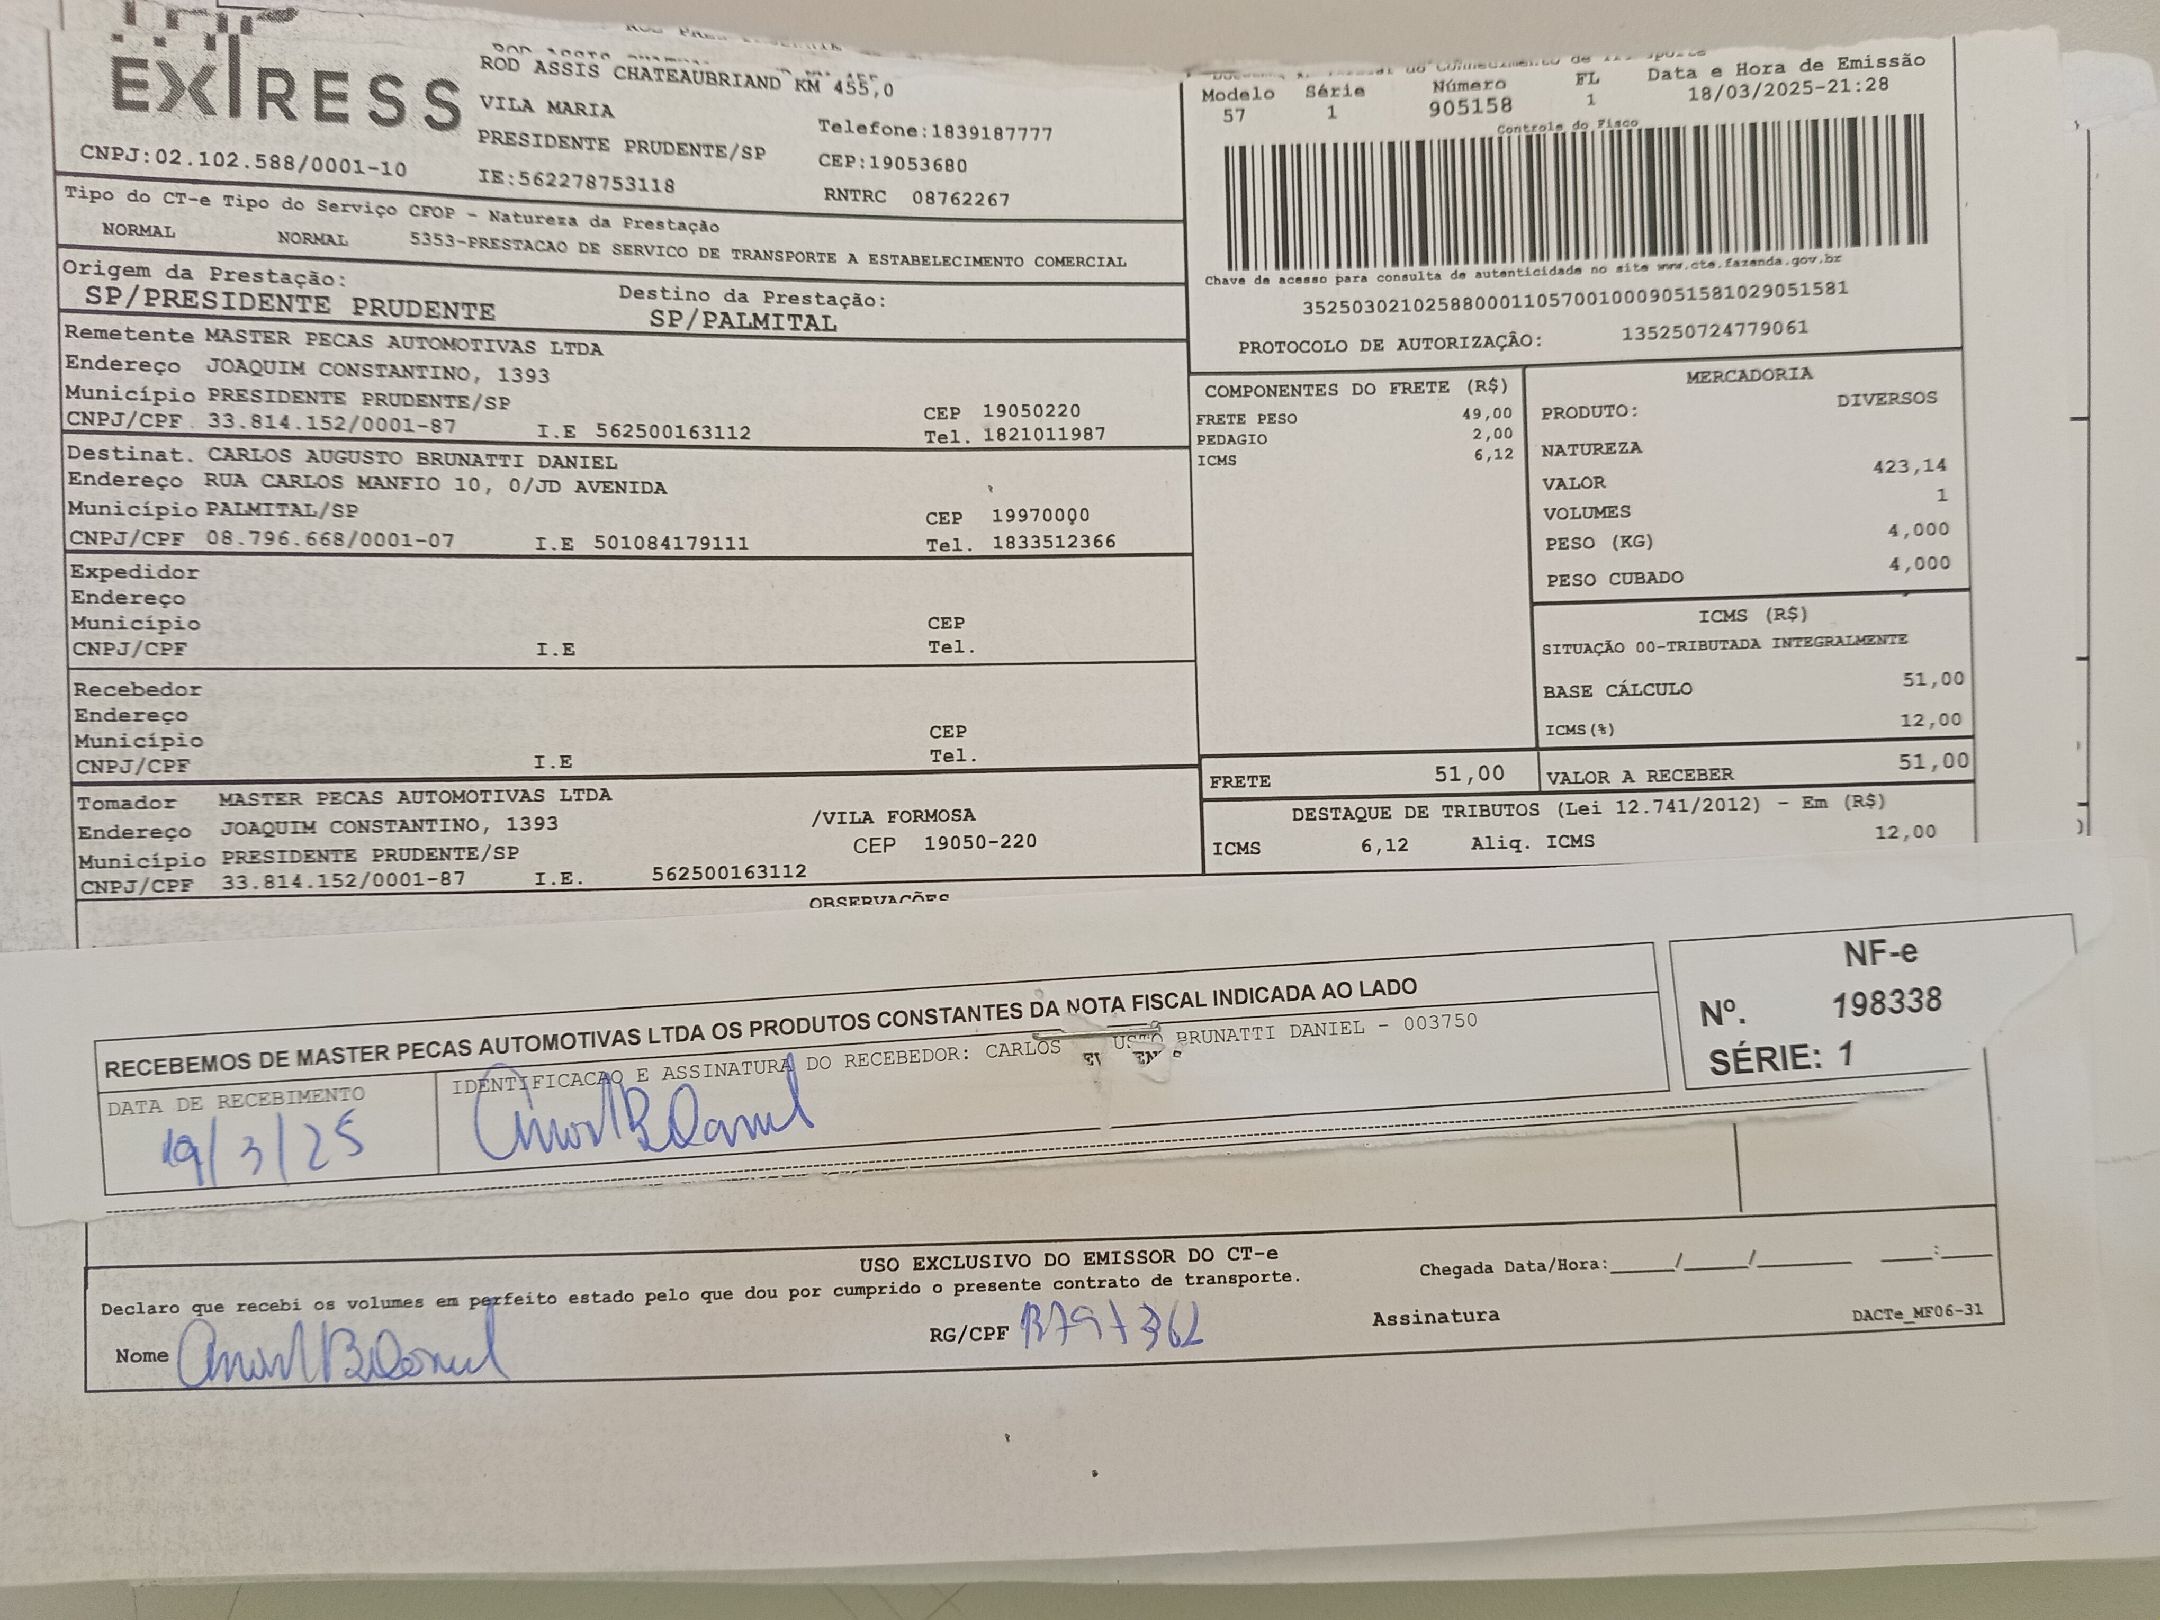 EXPRESS
ROD ASSIS CHATEAUBRIAND KM 455,0
VILA MARIA
PRESIDENTE PRUDENTE/SP
Telefone:1839187777
CEP:19053680
CNPJ:02.102.588/0001-10
IE:562278753118
RNTRC 08762267
Modelo Série Número FL Data e Hora de Emissão
57 1 905158 1 18/03/2025-21:28
Controle do Fisco
Chave de acesso para consulta de autenticidade no site www.cte.fazenda.gov.br
35250302102588000110570010009051581029051581
PROTOCOLO DE AUTORIZAÇÃO: 135250724779061
Tipo do CT-e Tipo do Serviço CFOP - Natureza da Prestação
NORMAL NORMAL 5353-PRESTACAO DE SERVICO DE TRANSPORTE A ESTABELECIMENTO COMERCIAL
Origem da Prestação: Destino da Prestação:
SP/PRESIDENTE PRUDENTE SP/PALMITAL
Remetente MASTER PECAS AUTOMOTIVAS LTDA
Endereço JOAQUIM CONSTANTINO, 1393
Município PRESIDENTE PRUDENTE/SP CEP 19050220
CNPJ/CPF 33.814.152/0001-87 I.E 562500163112 Tel. 1821011987
Destinat. CARLOS AUGUSTO BRUNATTI DANIEL
Endereço RUA CARLOS MANFIO 10, 0/JD AVENIDA
Município PALMITAL/SP CEP 19970000
CNPJ/CPF 08.796.668/0001-07 I.E 501084179111 Tel. 1833512366
Expedidor
Endereço
Município CEP
CNPJ/CPF I.E Tel.
Recebedor
Endereço
Município CEP
CNPJ/CPF I.E Tel.
Tomador MASTER PECAS AUTOMOTIVAS LTDA
Endereço JOAQUIM CONSTANTINO, 1393 /VILA FORMOSA
Município PRESIDENTE PRUDENTE/SP CEP 19050-220
CNPJ/CPF 33.814.152/0001-87 I.E. 562500163112
COMPONENTES DO FRETE (R$)
FRETE PESO 49,00
PEDAGIO 2,00
ICMS 6,12
MERCADORIA
PRODUTO: DIVERSOS
NATUREZA
VALOR 423,14
VOLUMES 1
PESO (KG) 4,000
PESO CUBADO 4,000
ICMS (R$)
SITUAÇÃO 00-TRIBUTADA INTEGRALMENTE
BASE CÁLCULO 51,00
ICMS(%) 12,00
FRETE 51,00 VALOR A RECEBER 51,00
DESTAQUE DE TRIBUTOS (Lei 12.741/2012) - Em (R$)
ICMS 6,12 Aliq. ICMS 12,00
OBSERVAÇÕES
RECEBEMOS DE MASTER PECAS AUTOMOTIVAS LTDA OS PRODUTOS CONSTANTES DA NOTA FISCAL INDICADA AO LADO
DATA DE RECEBIMENTO
19/3/25
IDENTIFICACAO E ASSINATURA DO RECEBEDOR: CARLOS USTO BRUNATTI DANIEL - 003750
NF-e
Nº. 198338
SÉRIE: 1
USO EXCLUSIVO DO EMISSOR DO CT-e
Declaro que recebi os volumes em perfeito estado pelo que dou por cumprido o presente contrato de transporte.
Chegada Data/Hora:_____/_____/_______ ____:____
Nome
RG/CPF
Assinatura
DACTe_MF06-31